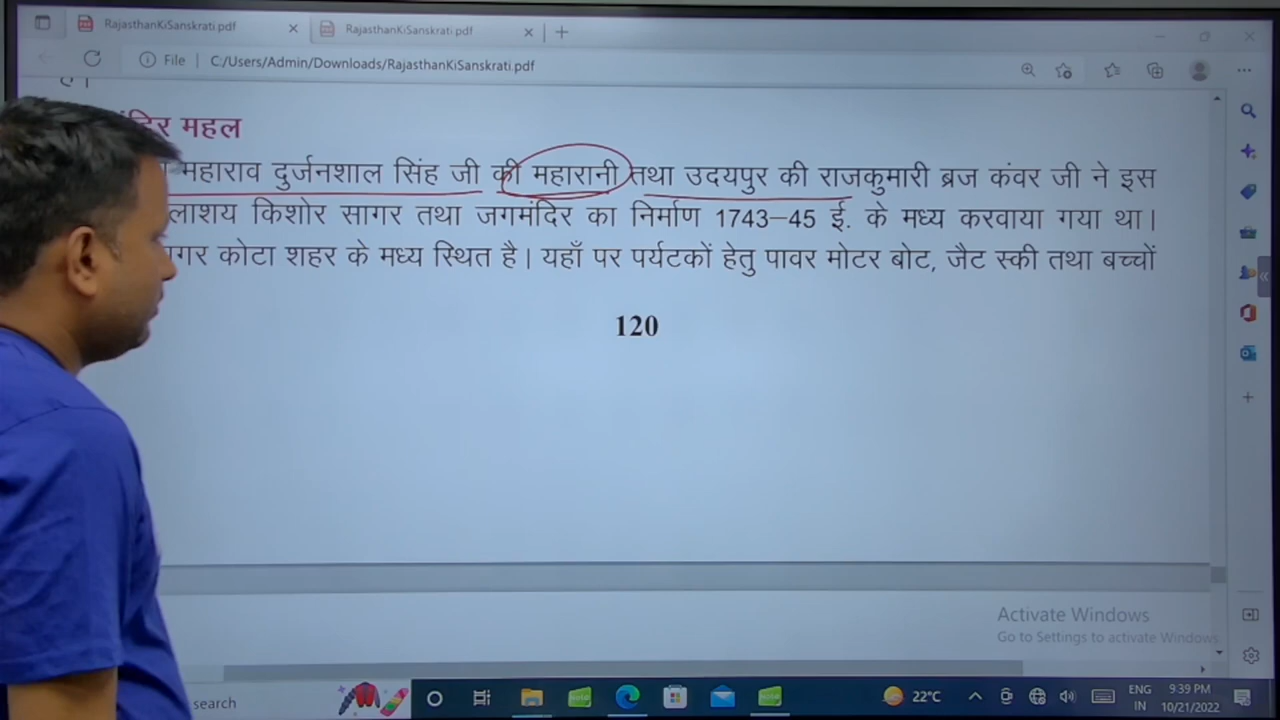 RajasthanKiSanskrati.pdf
RajasthanKiSanskrati.pdf
File
C:/Users/Admin/Downloads/RajasthanKiSanskrati.pdf
महल
महाराव दुर्जनशाल सिंह जी की महारानी तथा उदयपुर की राजकुमारी ब्रज कंवर जी ने इस
लाशय किशोर सागर तथा जगमंदिर का निर्माण 1743–45 ई. के मध्य करवाया गया था।
गर कोटा शहर के मध्य स्थित है। यहाँ पर पर्यटकों हेतु पावर मोटर बोट, जैट स्की तथा बच्चों
120
Activate Windows
Go to Settings to activate Windows.
search
22°C
ENG
IN
9:39 PM
10/21/2022